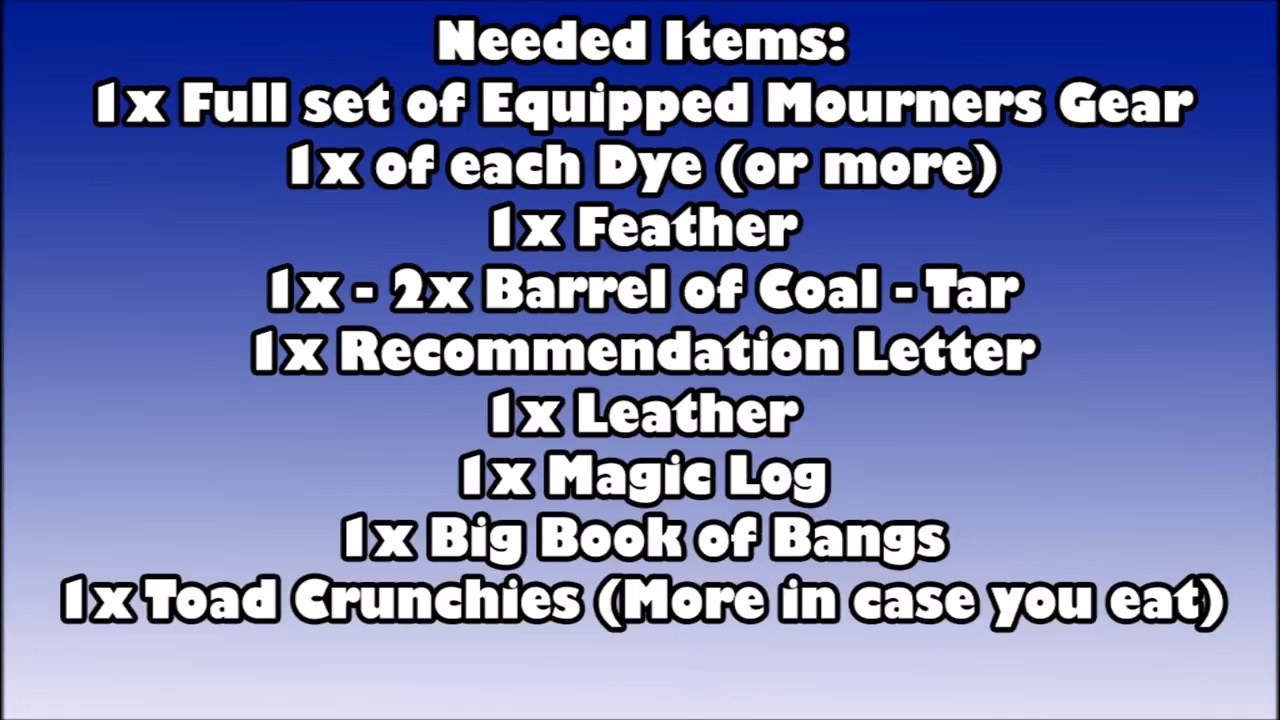 Needed Items:
1x Full set of Equipped Mourners Gear
1x of each Dye (or more)
1x Feather
1x - 2x Barrel of Coal - Tar
1x Recommendation Letter
1x Leather
1x Magic Log
1x Big Book of Bangs
1x Toad Crunchies (More in case you eat)